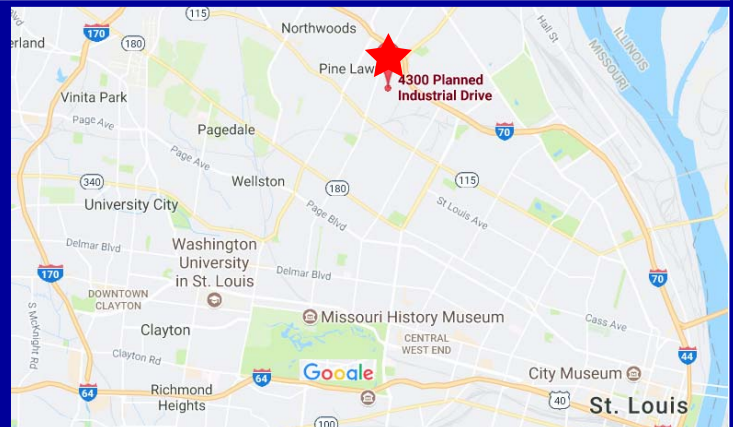 115
Northwoods
Hall St
ILLINOIS
MISSOURI
170
erland
180
Pine Law
4300 Planned
Industrial Drive
Vinita Park
Page Ave
Pagedale
70
Page Ave
340
Wellston
180
115
University City
Page Blvd
St Louis Ave
Washington
University
in St. Louis
Delmar Blvd
170
Delmar Blvd
70
DOWNTOWN
CLAYTON
Missouri History Museum
S McKnight Rd
Clayton
CENTRAL
WEST END
Cass Ave
Clayton Rd
44
Google
City Museum
64
64
Richmond
Heights
40
St. Louis
100